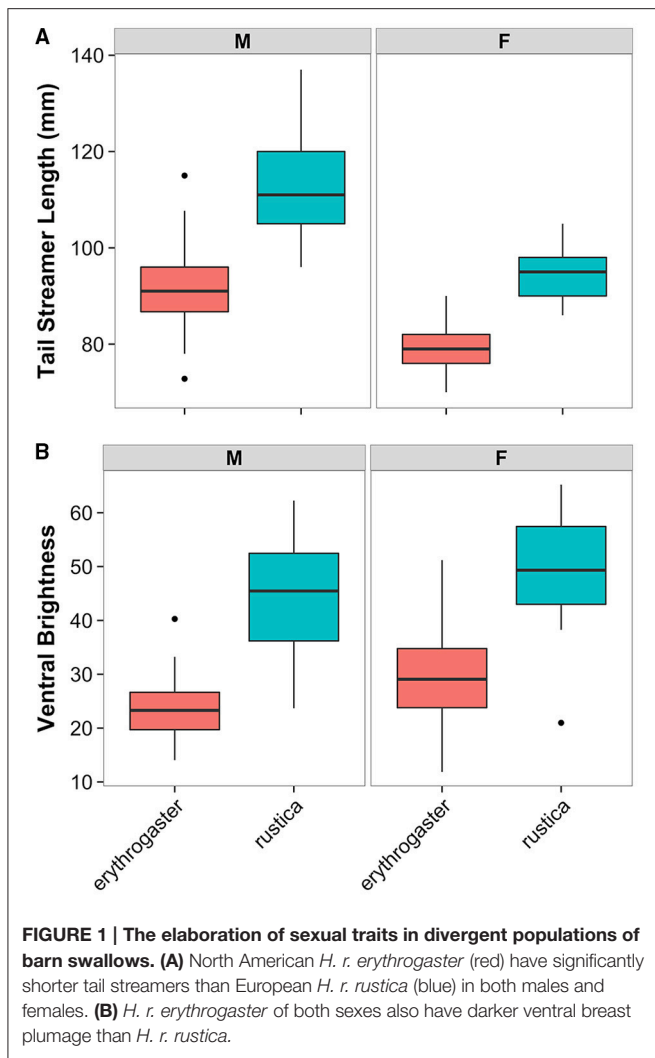 A
M
F
Tail Streamer Length (mm)
140
120
100
80
B
M
F
Ventral Brightness
60
50
40
30
20
10
erythrogaster
rustica
erythrogaster
rustica
FIGURE 1 | The elaboration of sexual traits in divergent populations of
barn swallows. (A) North American H. r. erythrogaster (red) have significantly
shorter tail streamers than European H. r. rustica (blue) in both males and
females. (B) H. r. erythrogaster of both sexes also have darker ventral breast
plumage than H. r. rustica.